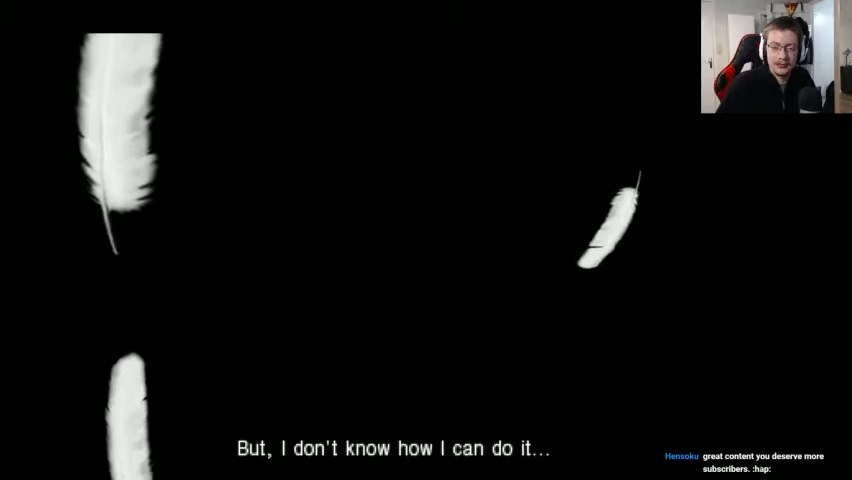 But, I don't know how I can do it...
Hensoku great content you deserve more
subscribers. :hap: